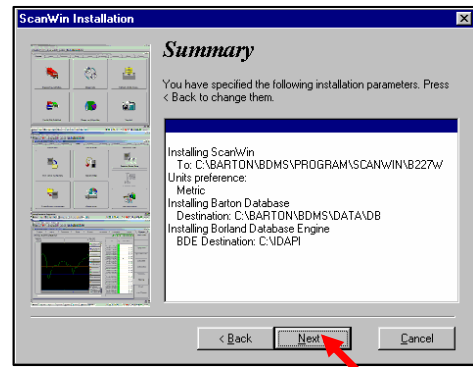 ScanWin Installation
Summary
You have specified the following installation parameters. Press
< Back to change them.
Installing ScanWin
To: C:\BARTON\BDMS\PROGRAM\SCANWIN\B227W
Units preference:
Metric
Installing Barton Database
Destination: C:\BARTON\BDMS\DATA\DB
Installing Borland Database Engine
BDE Destination: C:\IDAPI
< Back
Next
Cancel